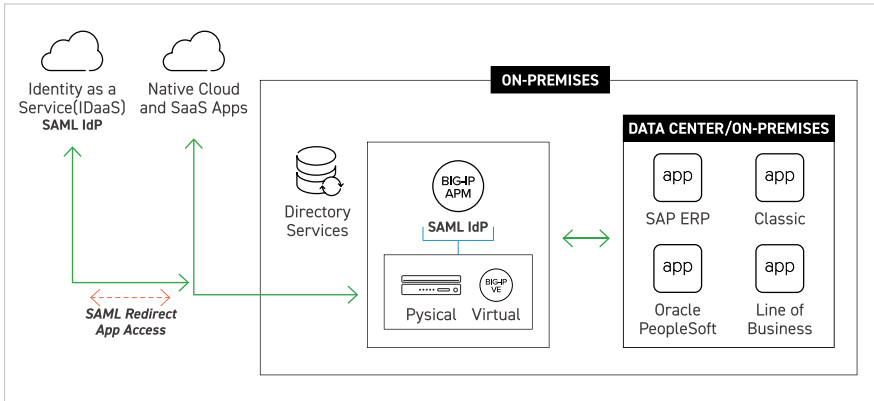 ON-PREMISES
Identity as a
Service(IDaaS)
SAML IdP
Native Cloud
and SaaS Apps
SAML Redirect
App Access
Directory
Services
BIG-IP
APM
SAML IdP
Pysical
BIG-IP
VE
Virtual
DATA CENTER/ON-PREMISES
app
SAP ERP
app
Classic
app
Oracle
PeopleSoft
app
Line of
Business